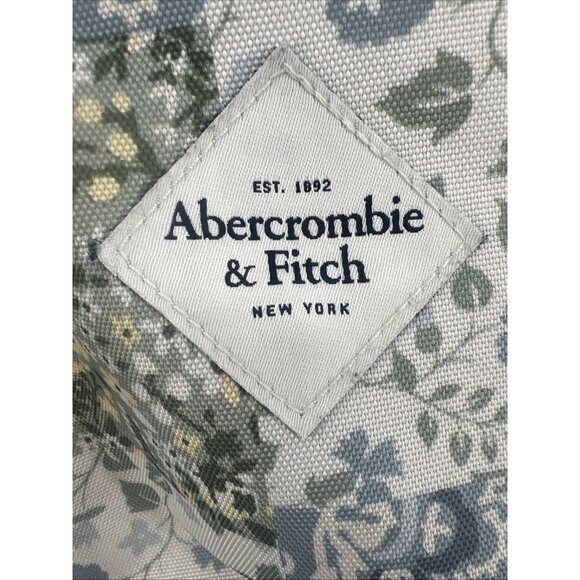 EST. 1892
Abercrombie
& Fitch
NEW YORK